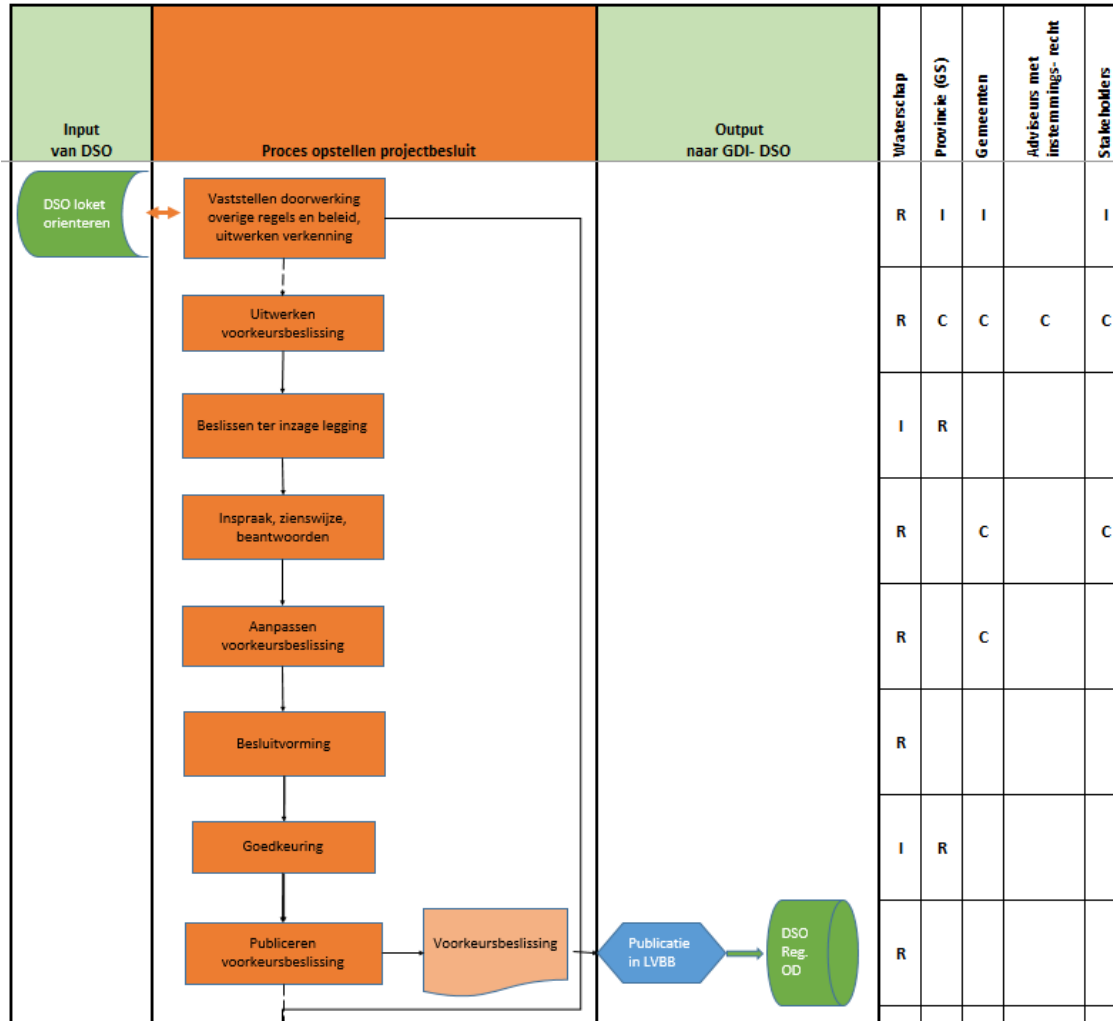 Input
van DSO
Proces opstellen projectbesluit
Output
naar GDI- DSO
Waterschap
Provincie (GS)
Gemeenten
Adviseurs met
instemmings- recht
Stakeholders
DSO loket
orienteren
Vaststellen doorwerking
overige regels en beleid,
uitwerken verkenning
R I I I
Uitwerken
voorkeursbeslissing
R C C C C
Beslissen ter inzage legging
I R
Inspraak, zienswijze,
beantwoorden
R C C
Aanpassen
voorkeursbeslissing
R C
Besluitvorming
R
Goedkeuring
I R
Publiceren
voorkeursbeslissing
Voorkeursbeslissing
Publicatie
in LVBB
DSO
Reg.
OD
R